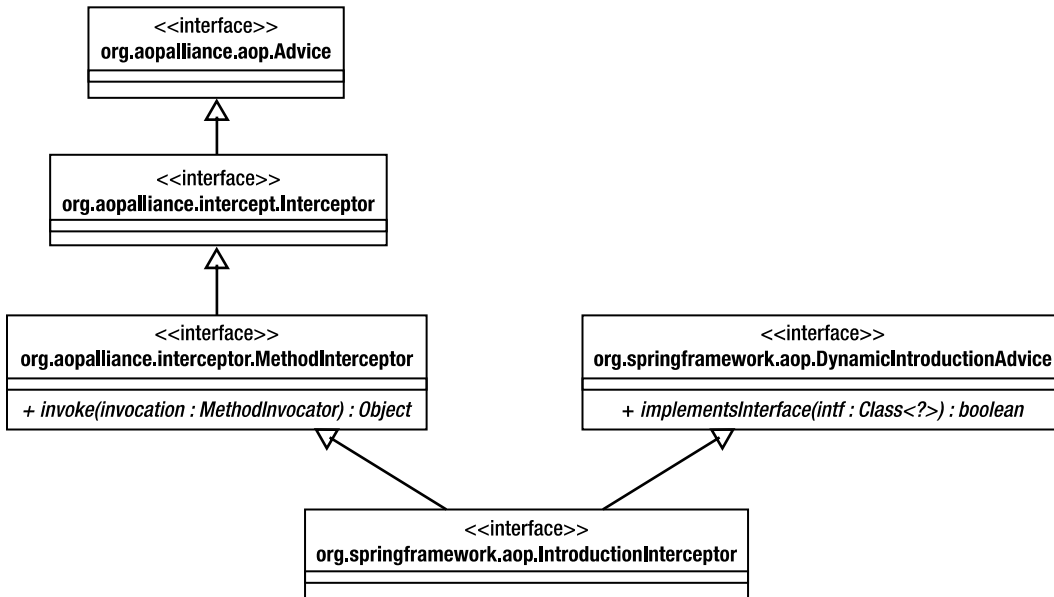 <<interface>>
org.aopalliance.aop.Advice
<<interface>>
org.aopalliance.intercept.Interceptor
<<interface>>
org.aopalliance.interceptor.MethodInterceptor
+ invoke(invocation : MethodInvocator) : Object
<<interface>>
org.springframework.aop.DynamicIntroductionAdvice
+ implementsInterface(intf : Class<?>) : boolean
<<interface>>
org.springframework.aop.IntroductionInterceptor